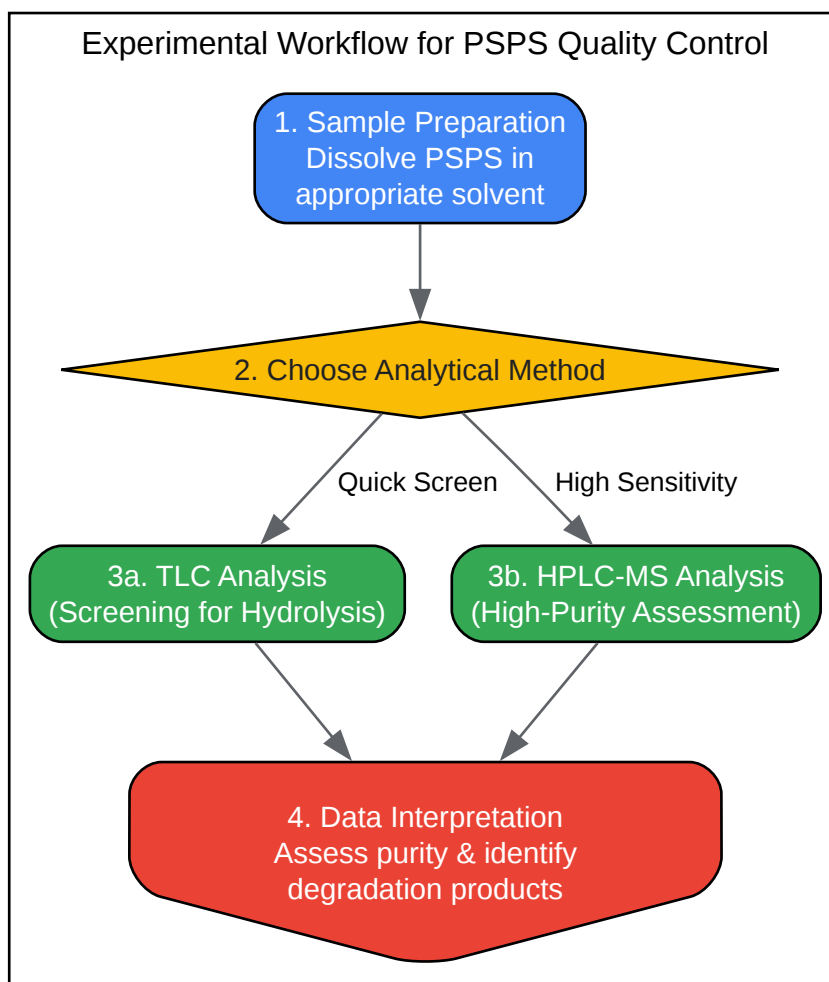 Experimental Workflow for PSPS Quality Control
1. Sample Preparation
Dissolve PSPS in
appropriate solvent
2. Choose Analytical Method
Quick Screen
High Sensitivity
3a. TLC Analysis
(Screening for Hydrolysis)
3b. HPLC-MS Analysis
(High-Purity Assessment)
4. Data Interpretation
Assess purity & identify
degradation products